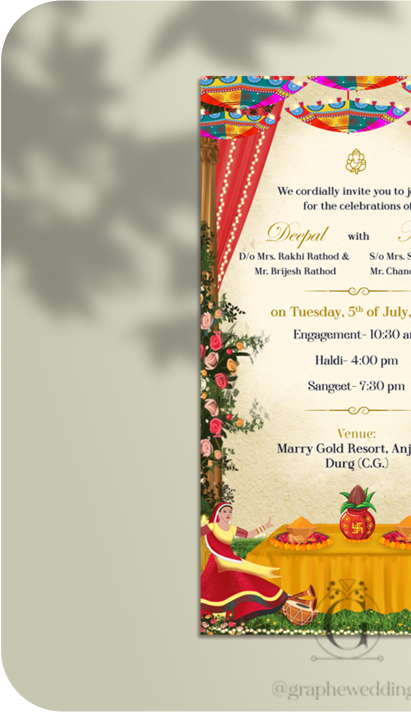 We cordially invite you to
for the celebrations of
Deepal with
D/o Mrs. Rakhi Rathod & S/o Mrs.
Mr. Brijesh Rathod Mr.
on Tuesday, 5th of July,
Engagement- 10:30
Haldi- 4:00 pm
Sangeet- 7:30 pm
Venue:
Marry Gold Resort,
Durg (C.G.)
G
@graphewedding